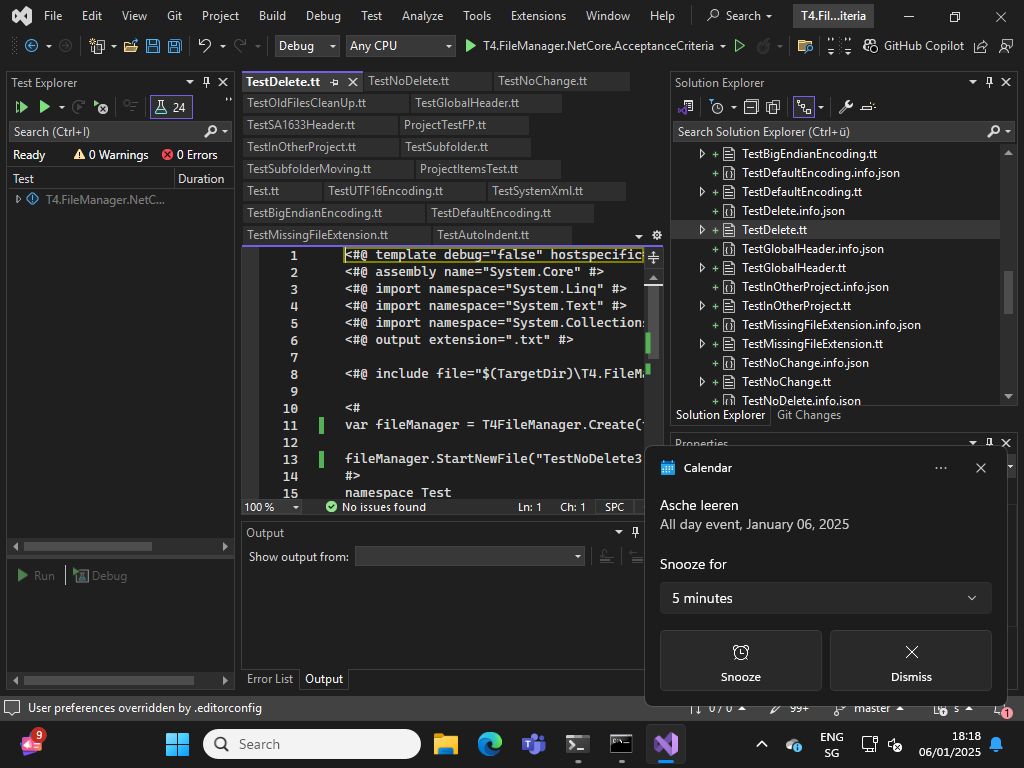 File Edit View Git Project Build Debug Test Analyze Tools Extensions Window Help Search T4.Fil...iteria
Debug Any CPU T4.FileManager.NetCore.AcceptanceCriteria GitHub Copilot
Test Explorer
24
Search (Ctrl+I)
Ready 0 Warnings 0 Errors
Test Duration
T4.FileManager.NetC...
Run Debug
TestDelete.tt TestNoDelete.tt TestNoChange.tt
TestOldFilesCleanUp.tt TestGlobalHeader.tt
TestSA1633Header.tt ProjectTestFP.tt
TestInOtherProject.tt TestSubfolder.tt
TestSubfolderMoving.tt ProjectItemsTest.tt
Test.tt TestUTF16Encoding.tt TestSystemXml.tt
TestBigEndianEncoding.tt TestDefaultEncoding.tt
TestMissingFileExtension.tt TestAutoIndent.tt
1 <#@ template debug="false" hostspecific
2 <#@ assembly name="System.Core" #>
3 <#@ import namespace="System.Linq" #>
4 <#@ import namespace="System.Text" #>
5 <#@ import namespace="System.Collection
6 <#@ output extension=".txt" #>
7
8 <#@ include file="$(TargetDir)\T4.FileM
9
10 <#
11 var fileManager = T4FileManager.Create(
12
13 fileManager.StartNewFile("TestNoDelete3
14 #>
15 namespace Test
100 % No issues found Ln: 1 Ch: 1 SPC
Output
Show output from:
Error List Output
Solution Explorer
Search Solution Explorer (Ctrl+ü)
TestBigEndianEncoding.tt
TestDefaultEncoding.info.json
TestDefaultEncoding.tt
TestDelete.info.json
TestDelete.tt
TestGlobalHeader.info.json
TestGlobalHeader.tt
TestInOtherProject.info.json
TestInOtherProject.tt
TestMissingFileExtension.info.json
TestMissingFileExtension.tt
TestNoChange.info.json
TestNoChange.tt
TestNoDelete.info.json
Solution Explorer Git Changes
Properties
Calendar
Asche leeren
All day event, January 06, 2025
Snooze for
5 minutes
Snooze Dismiss
User preferences overridden by .editorconfig 0 / 0 99+ master s 1
9 Search ENG
SG
18:18
06/01/2025